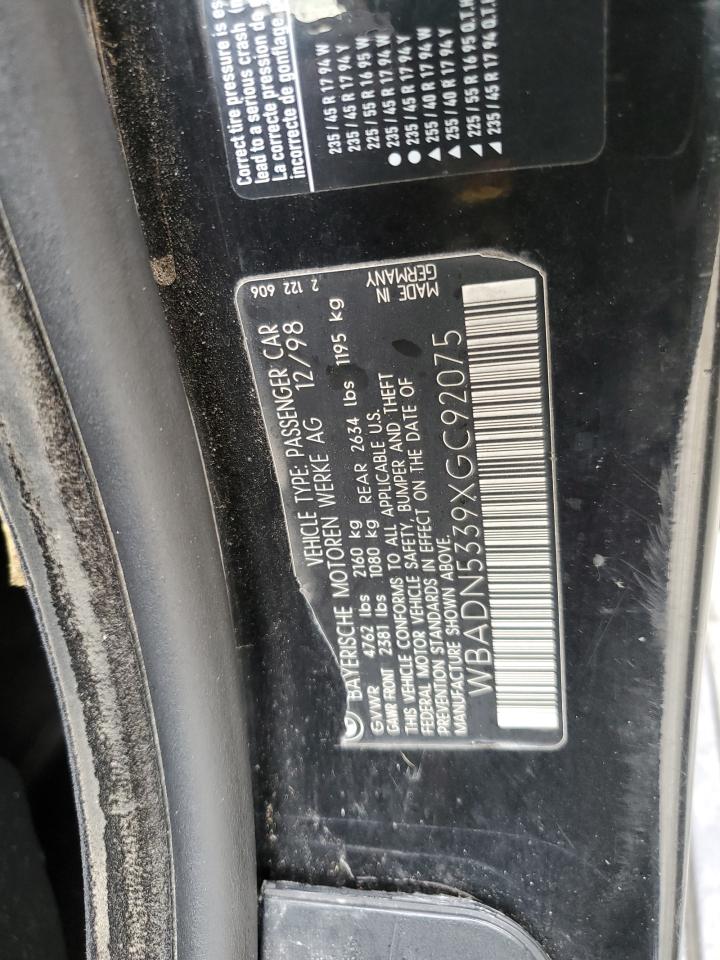 Correct tire pressure is es
lead to a serious crash in
La correcte pression de
incorrecte de gonflage
235 / 45 R 17 94 W
235 / 45 R 17 94 Y
225 / 55 R 16 95 W
● 235 / 45 R 17 94 W
● 235 / 45 R 17 94 Y
▲ 255 / 40 R 17 94 W
▲ 255 / 40 R 17 94 Y
◢ 225 / 55 R 16 95 Q.T.H
◢ 235 / 45 R 17 94 Q.T.
2 122 606
MADE IN
GERMANY
VEHICLE TYPE: PASSENGER CAR
BAYERISCHE MOTOREN WERKE AG 12/98
GVWR 4762 lbs 2160 kg REAR 2634 lbs 1195 kg
GAWR FRONT 2381 lbs 1080 kg
THIS VEHICLE CONFORMS TO ALL APPLICABLE U.S.
FEDERAL MOTOR VEHICLE SAFETY, BUMPER AND THEFT
PREVENTION STANDARDS IN EFFECT ON THE DATE OF
MANUFACTURE SHOWN ABOVE.
WBADN5339XGC92075